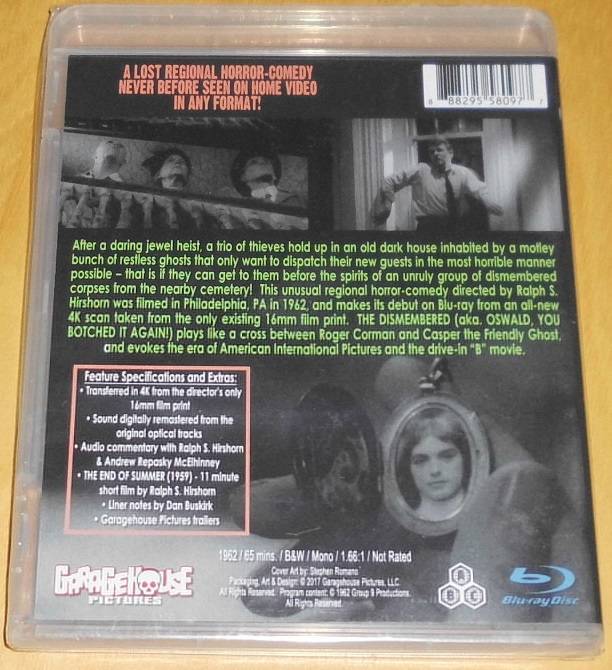 A LOST REGIONAL HORROR-COMEDY
NEVER BEFORE SEEN ON HOME VIDEO
IN ANY FORMAT!
8 88295 58097 7
After a daring jewel heist, a trio of thieves hold up in an old dark house inhabited by a motley
bunch of restless ghosts that only want to dispatch their new guests in the most horrible manner
possible – that is if they can get to them before the spirits of an unruly group of dismembered
corpses from the nearby cemetery! This unusual regional horror-comedy directed by Ralph S.
Hirshorn was filmed in Philadelphia, PA in 1962, and makes its debut on Blu-ray from an all-new
4K scan taken from the only existing 16mm film print. THE DISMEMBERED (aka. OSWALD, YOU
BOTCHED IT AGAIN!) plays like a cross between Roger Corman and Casper the Friendly Ghost,
and evokes the era of American International Pictures and the drive-in "B" movie.
Feature Specifications and Extras:
• Transferred in 4K from the director's only
16mm film print
• Sound digitally remastered from the
original optical tracks
• Audio commentary with Ralph S. Hirshorn
& Andrew Repasky McElhinney
• THE END OF SUMMER (1959) - 11 minute
short film by Ralph S. Hirshorn
• Liner notes by Dan Buskirk
• Garagehouse Pictures trailers
1962 / 65 mins. / B&W / Mono / 1.66:1 / Not Rated
Cover Art by: Stephen Romano
Packaging, Art & Design: © 2017 Garagehouse Pictures, LLC.
All Rights Reserved. Program content: © 1962 Group 9 Productions.
All Rights Reserved.
GARAGEHOUSE
PICTURES
A
B C
Blu-ray Disc